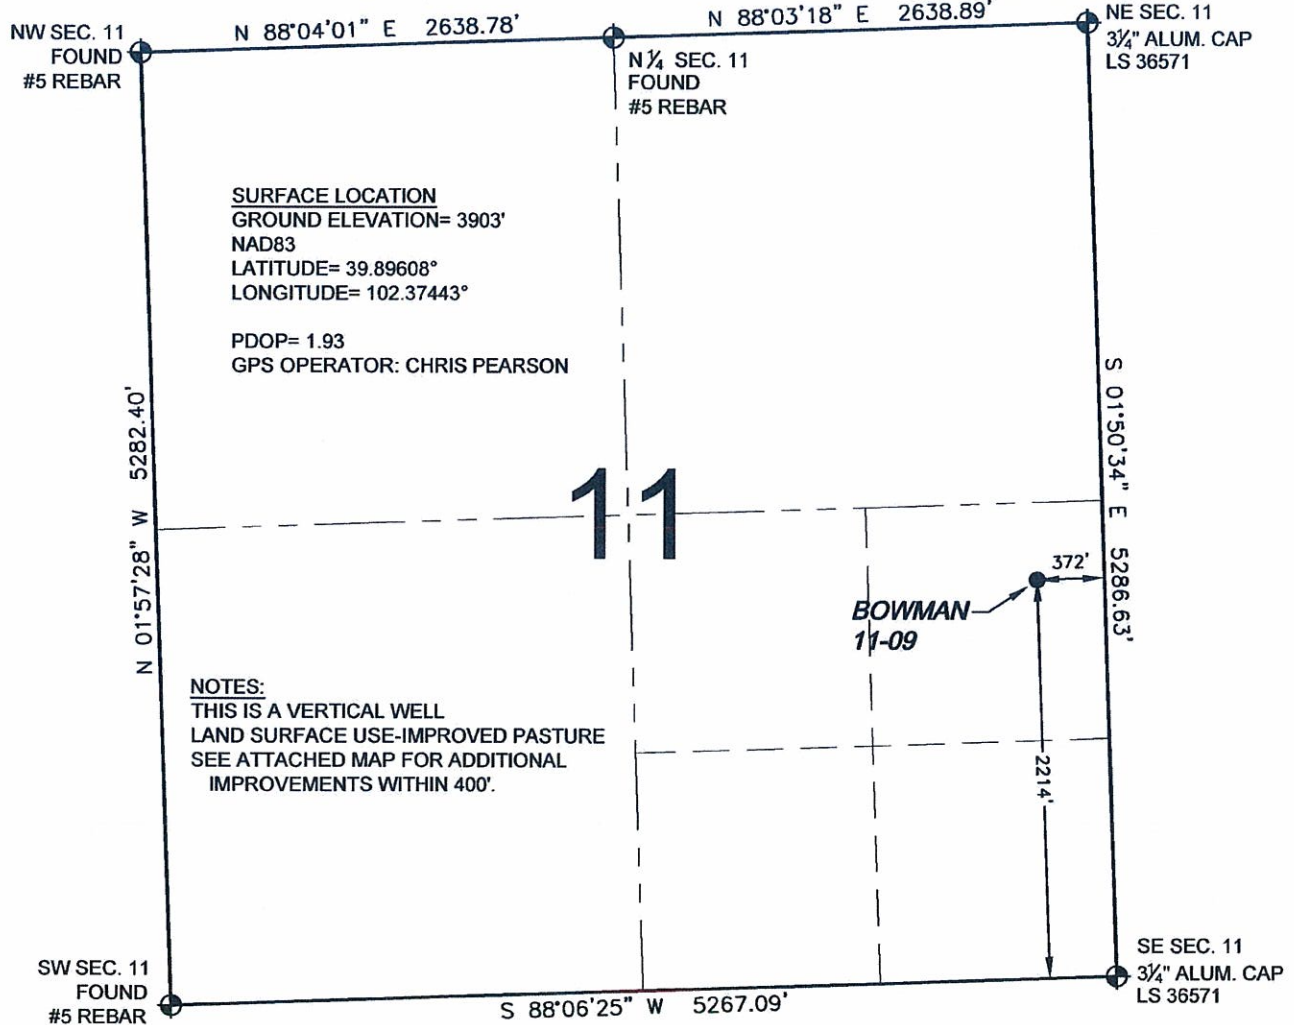 N 88°04'01" E 2638.78'
N 88°03'18" E 2638.89'
NW SEC. 11
FOUND
#5 REBAR
N ¼ SEC. 11
FOUND
#5 REBAR
NE SEC. 11
3¼" ALUM. CAP
LS 36571
SURFACE LOCATION
GROUND ELEVATION= 3903'
NAD83
LATITUDE= 39.89608°
LONGITUDE= 102.37443°
PDOP= 1.93
GPS OPERATOR: CHRIS PEARSON
N 01°57'28" W 5282.40'
11
S 01°50'34" E 5286.63'
372'
BOWMAN
11-09
2214'
NOTES:
THIS IS A VERTICAL WELL
LAND SURFACE USE-IMPROVED PASTURE
SEE ATTACHED MAP FOR ADDITIONAL
IMPROVEMENTS WITHIN 400'.
SW SEC. 11
FOUND
#5 REBAR
S 88°06'25" W 5267.09'
SE SEC. 11
3¼" ALUM. CAP
LS 36571